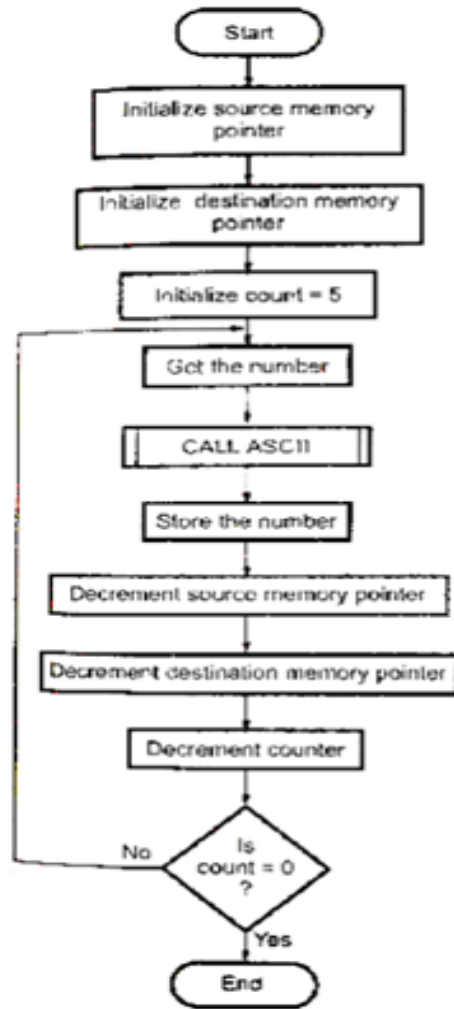 Start
Initialize source memory
pointer
Initialize destination memory
pointer
Initialize count = 5
Get the number
CALL ASCII
Store the number
Decrement source memory pointer
Decrement destination memory pointer
Decrement counter
Is
count = 0
?
No
Yes
End